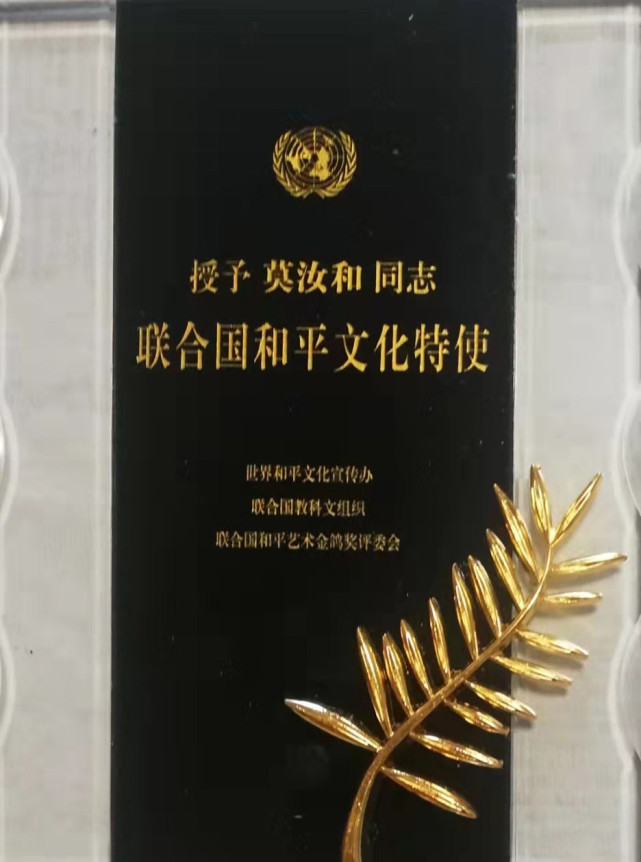 授予 莫汝和 同志
联合国和平文化特使
世界和平文化宣传办
联合国教科文组织
联合国和平艺术金鸽奖评委会